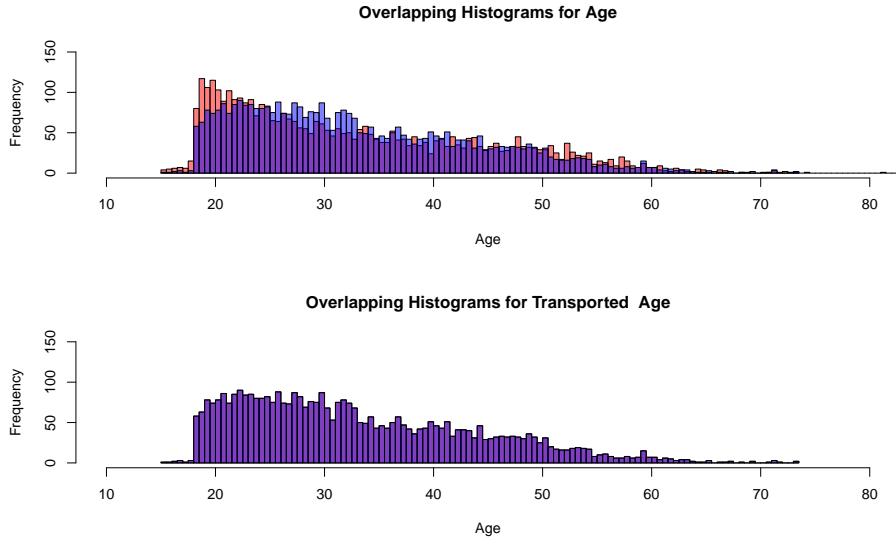 Overlapping Histograms for Age
Frequency
0 50 100 150
10 20 30 40 50 60 70 80
Age
Overlapping Histograms for Transported  Age
Frequency
0 50 100 150
10 20 30 40 50 60 70 80
Age